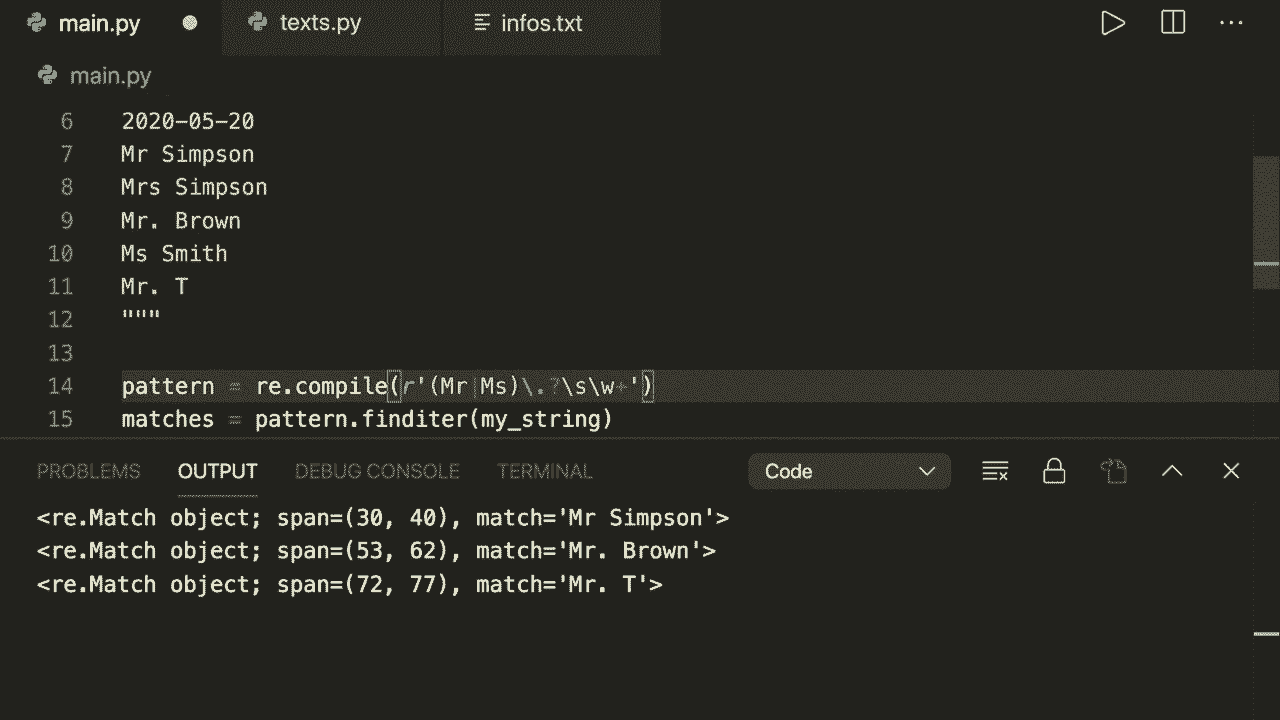 main.py texts.py infos.txt
main.py
6 2020-05-20
7 Mr Simpson
8 Mrs Simpson
9 Mr. Brown
10 Ms Smith
11 Mr. T
12 """
13
14 pattern = re.compile(r'(Mr|Ms)\.?\s\w+')
15 matches = pattern.finditer(my_string)
PROBLEMS OUTPUT DEBUG CONSOLE TERMINAL Code
<re.Match object; span=(30, 40), match='Mr Simpson'>
<re.Match object; span=(53, 62), match='Mr. Brown'>
<re.Match object; span=(72, 77), match='Mr. T'>